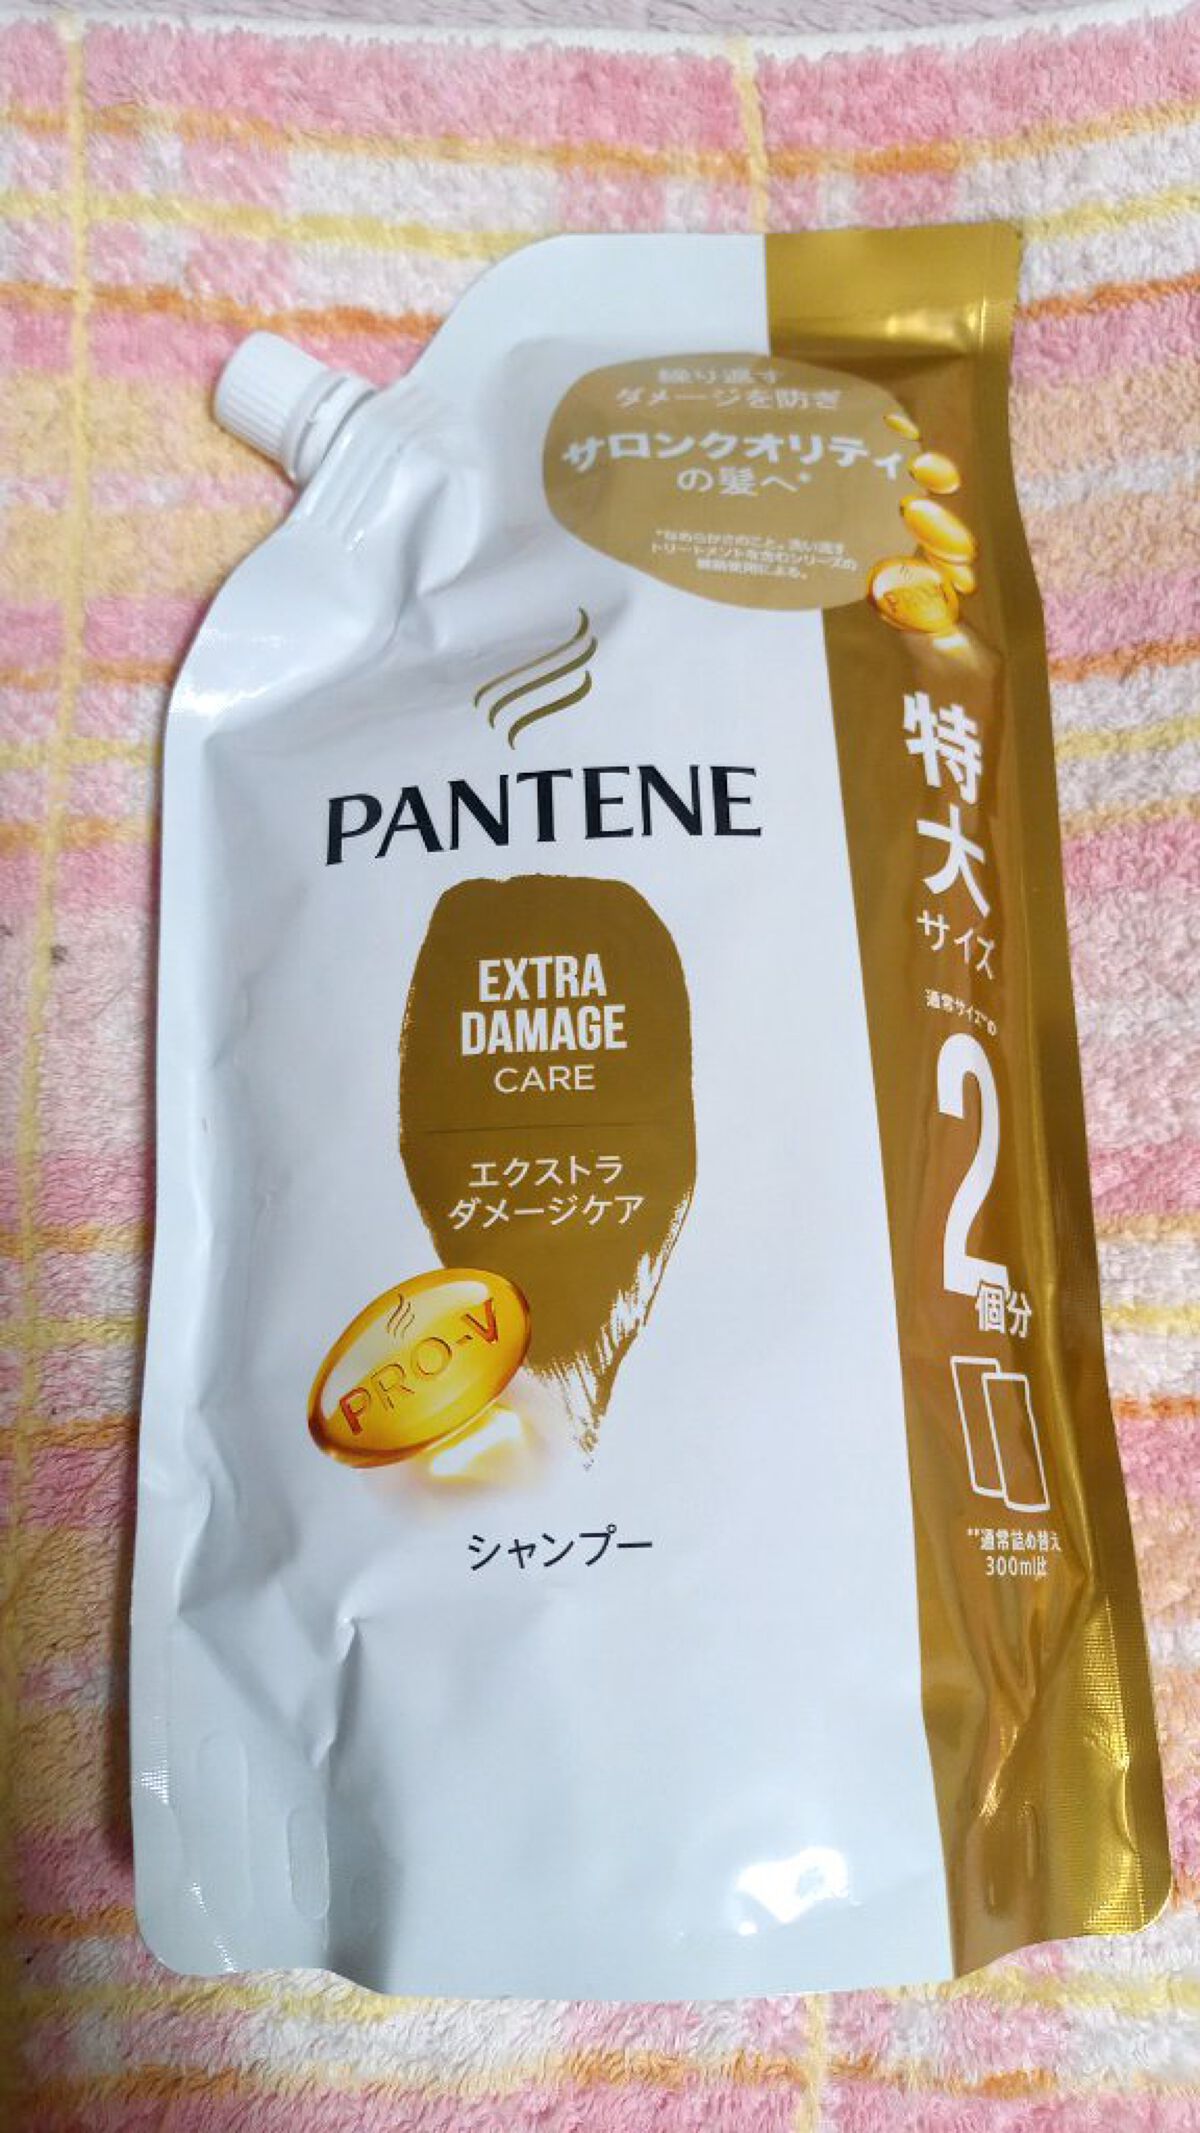 繰り返す
ダメージを防ぎ
サロンクオリティ
の髪へ*
*なめらかさのこと。洗い流す
トリートメントを含むシリーズの
継続使用による。
PRO-V
PANTENE
EXTRA
DAMAGE
CARE
エクストラ
ダメージケア
PRO-V
シャンプー
特大
サイズ
通常サイズ**の
2
個分
**通常詰め替え
300ml比